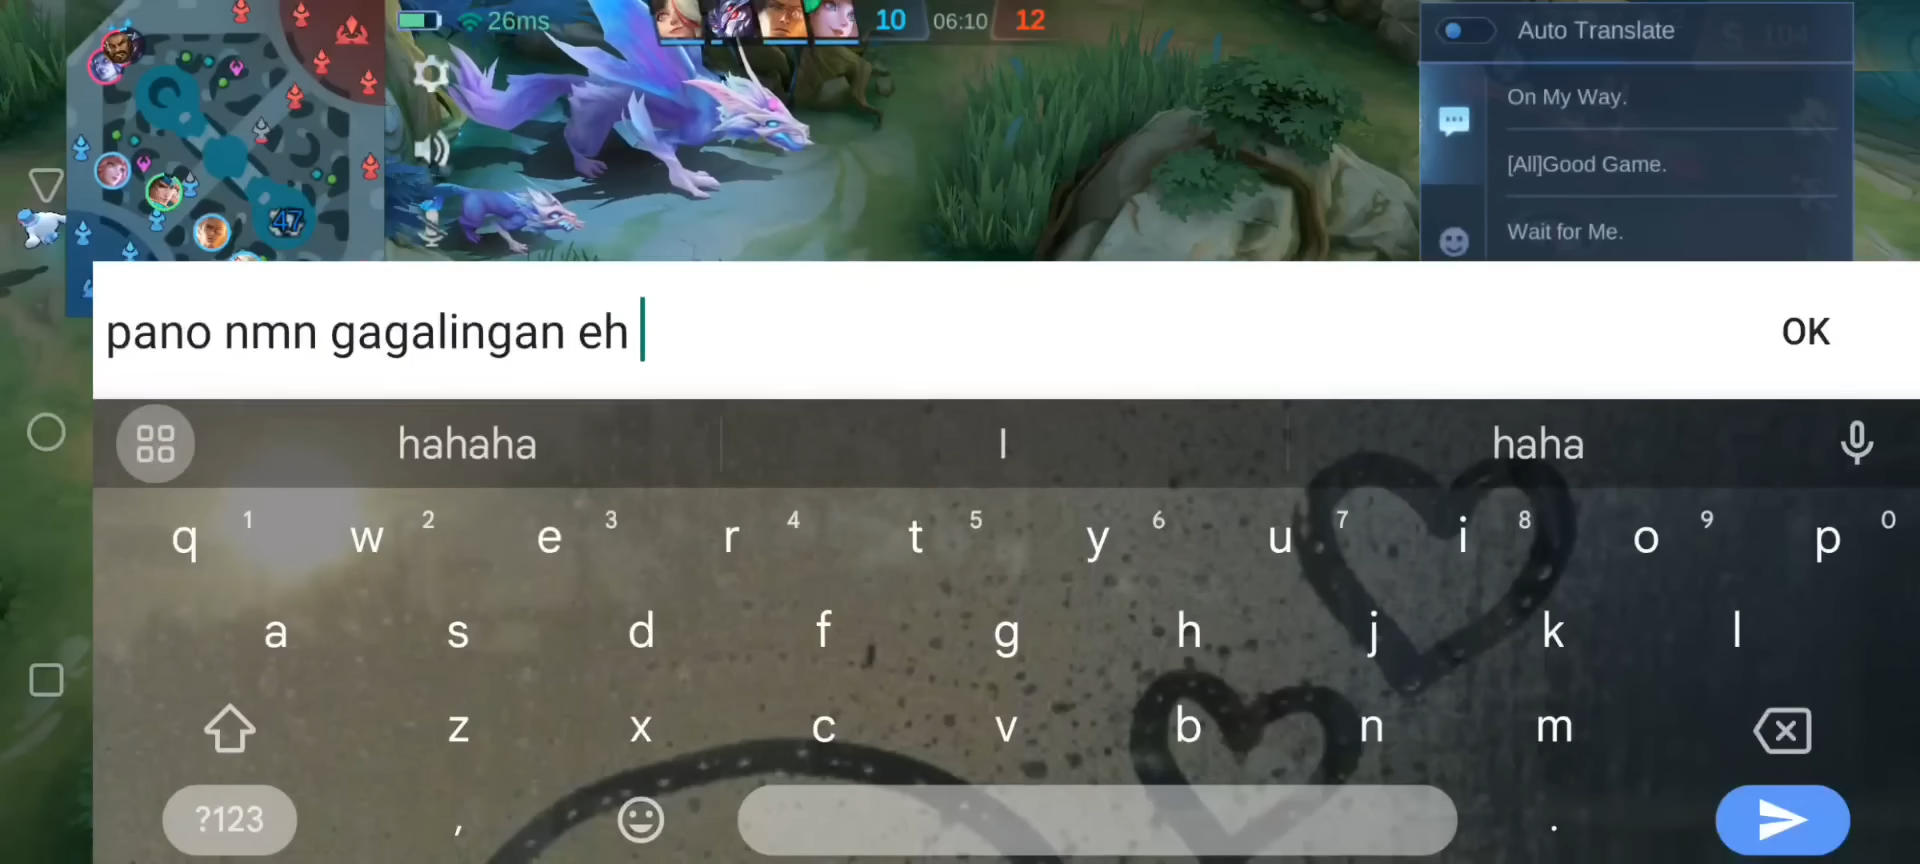 26ms
10 06:10 12
47
Auto Translate
On My Way.
[All]Good Game.
Wait for Me.
pano nmn gagalingan eh
OK
hahaha
I
haha
q 1 w 2 e 3 r 4 t 5 y 6 u 7 i 8 o 9 p 0
a s d f g h j k l
z x c v b n m
?123 , .